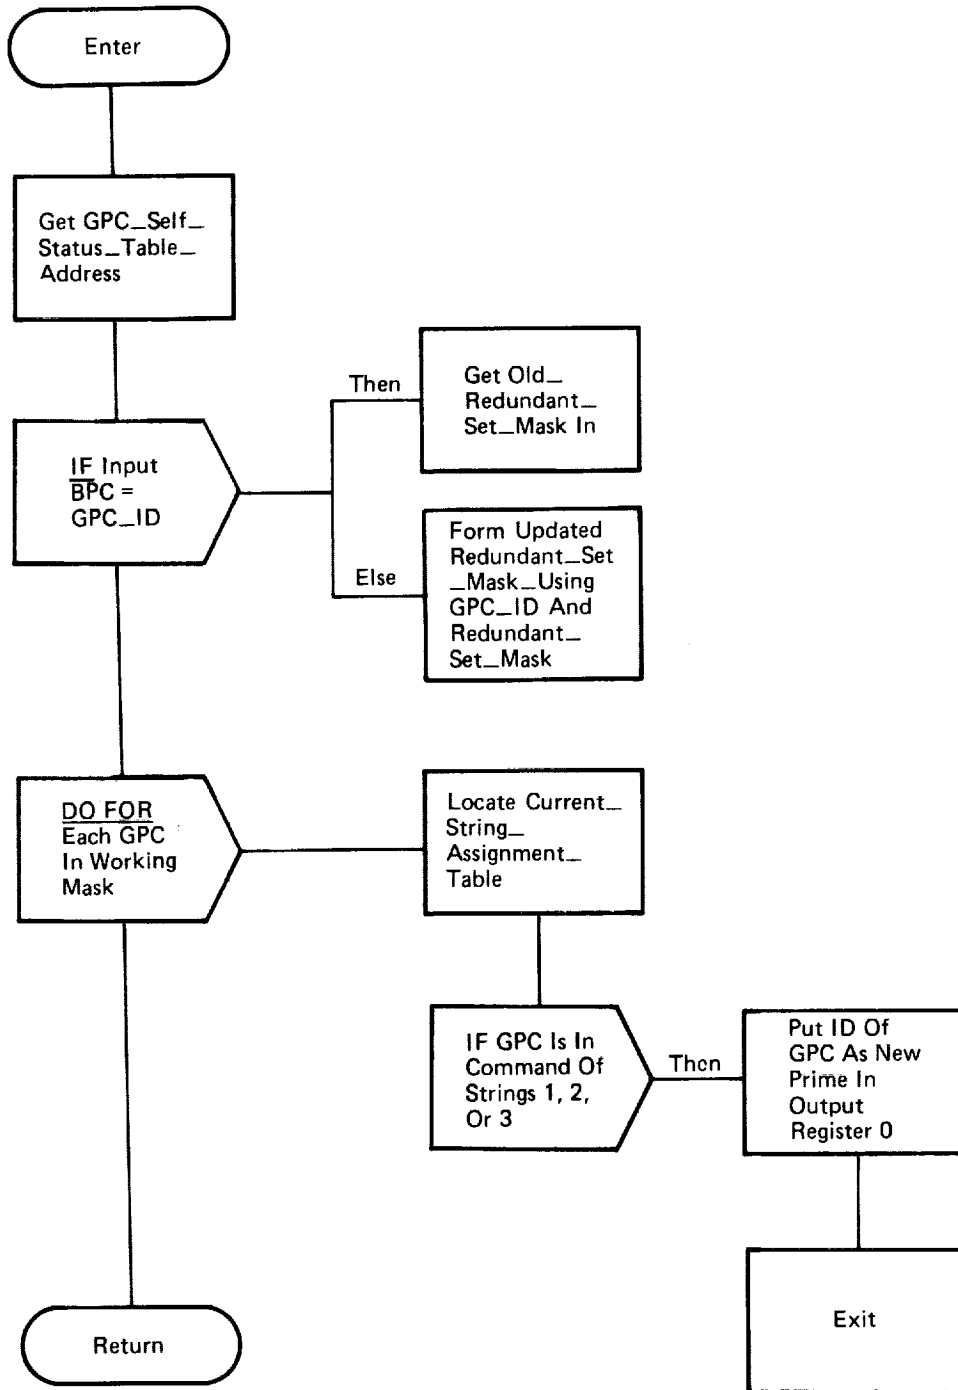 Enter
Get GPC_Self_
Status_Table_
Address
IF Input
BPC =
GPC_ID
Then
Get Old_
Redundant_
Set_Mask In
Else
Form Updated
Redundant_Set
_Mask_Using
GPC_ID And
Redundant_
Set_Mask
DO FOR
Each GPC
In Working
Mask
Locate Current_
String_
Assignment_
Table
IF GPC Is In
Command Of
Strings 1, 2,
Or 3
Then
Put ID Of
GPC As New
Prime In
Output
Register 0
Exit
Return